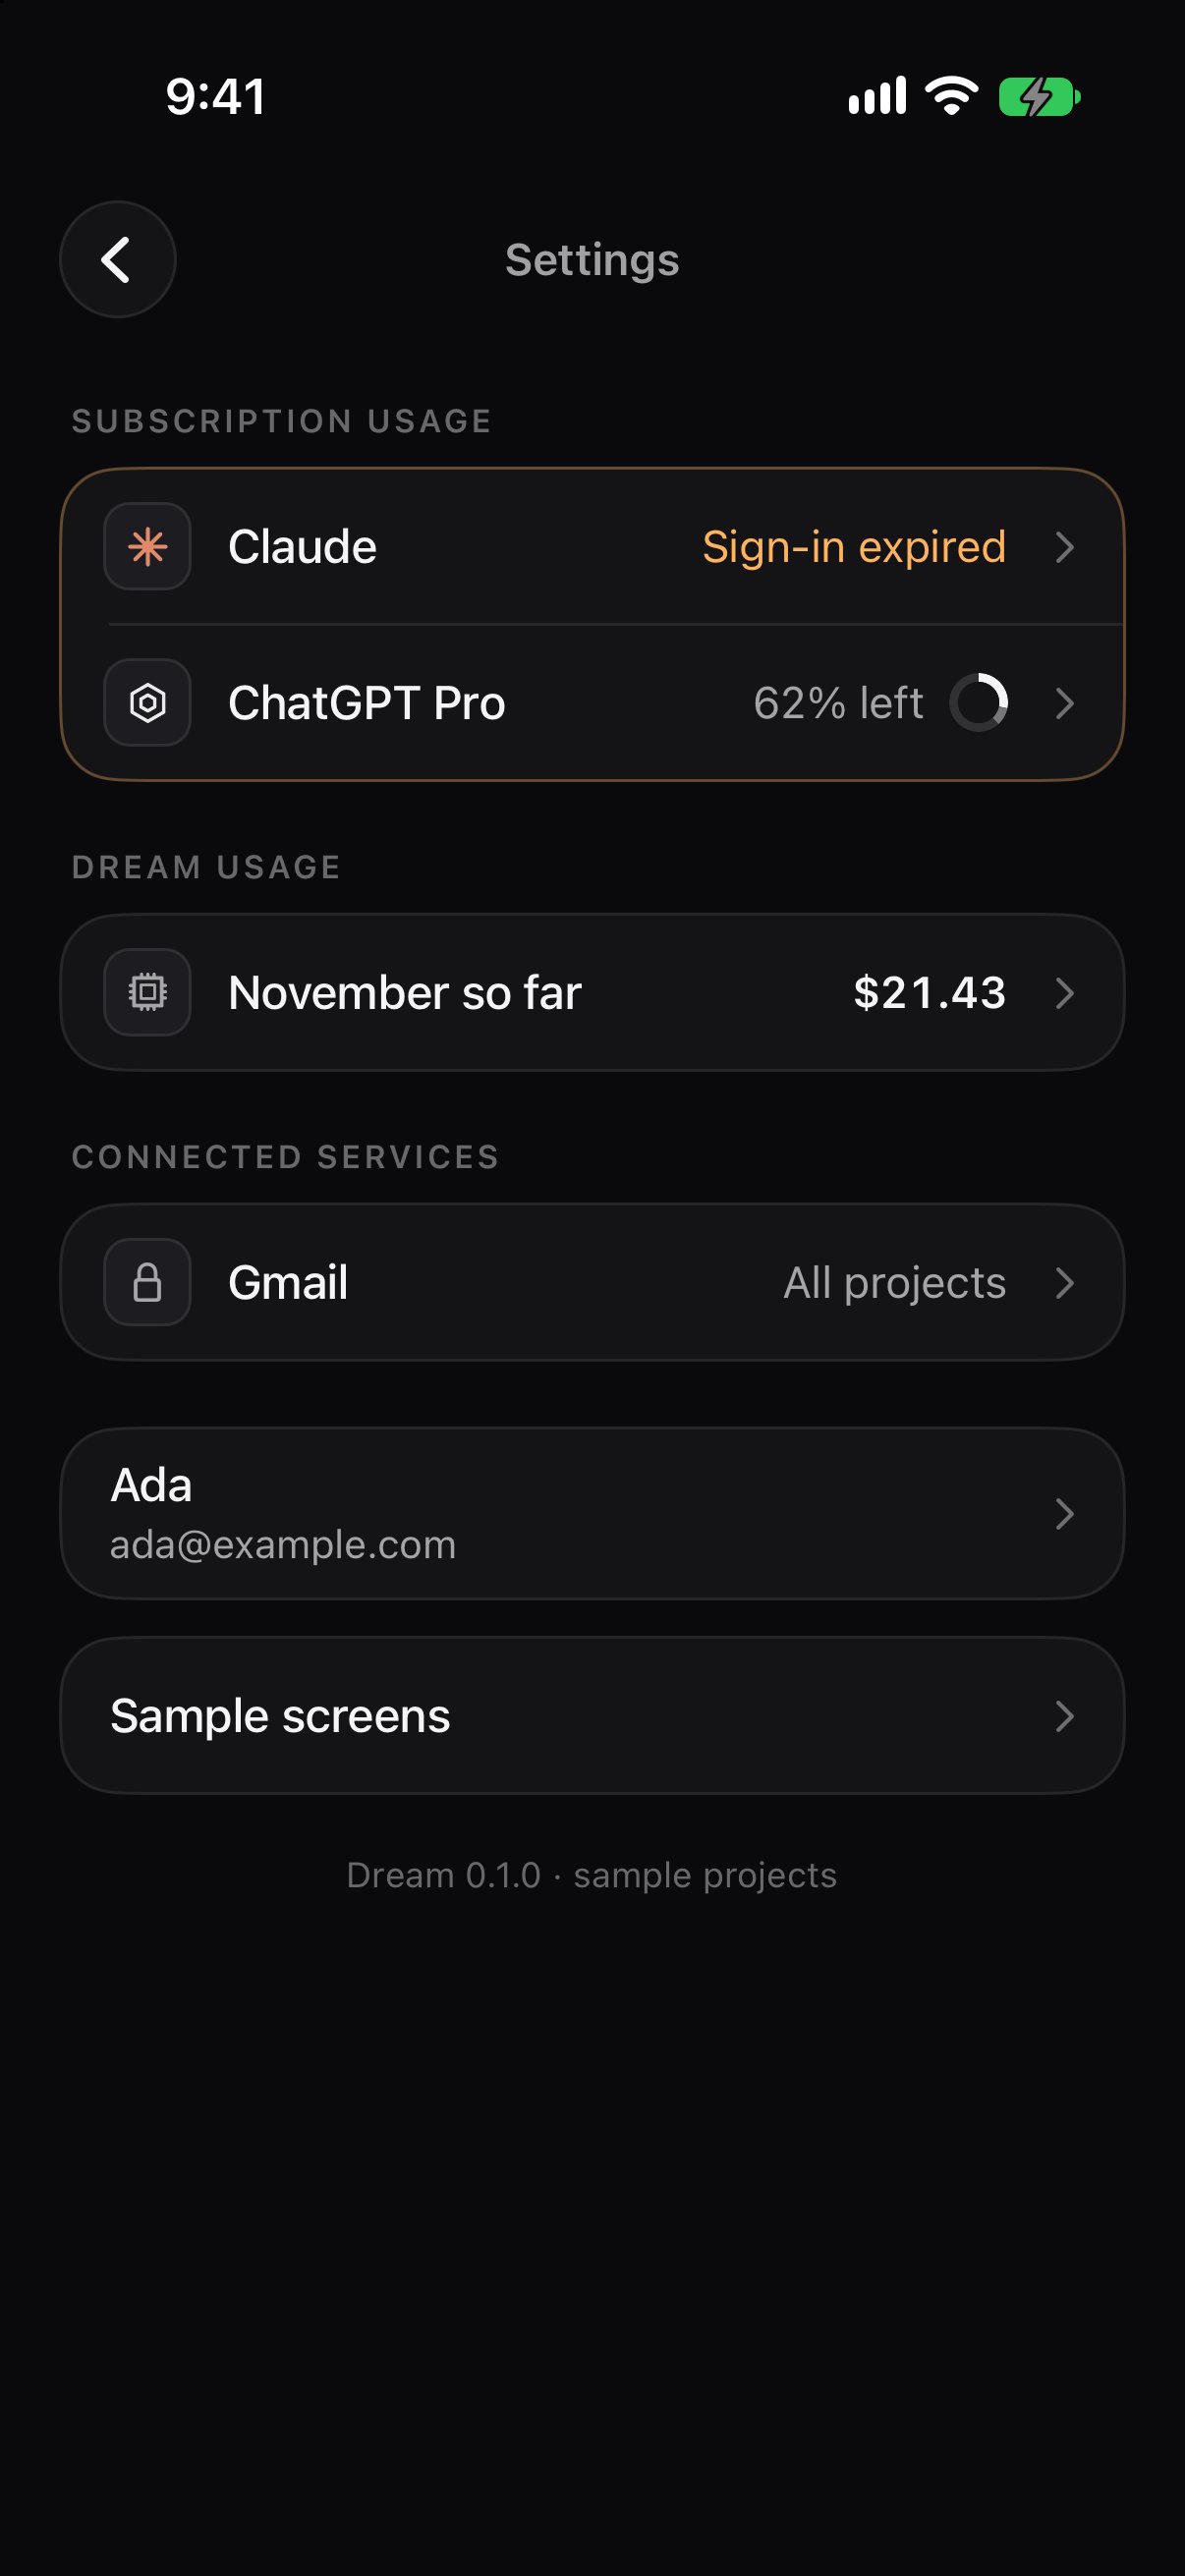 9:41
Settings
SUBSCRIPTION USAGE
Claude Sign-in expired
ChatGPT Pro 62% left
DREAM USAGE
November so far $21.43
CONNECTED SERVICES
Gmail All projects
Ada
ada@example.com
Sample screens
Dream 0.1.0 · sample projects